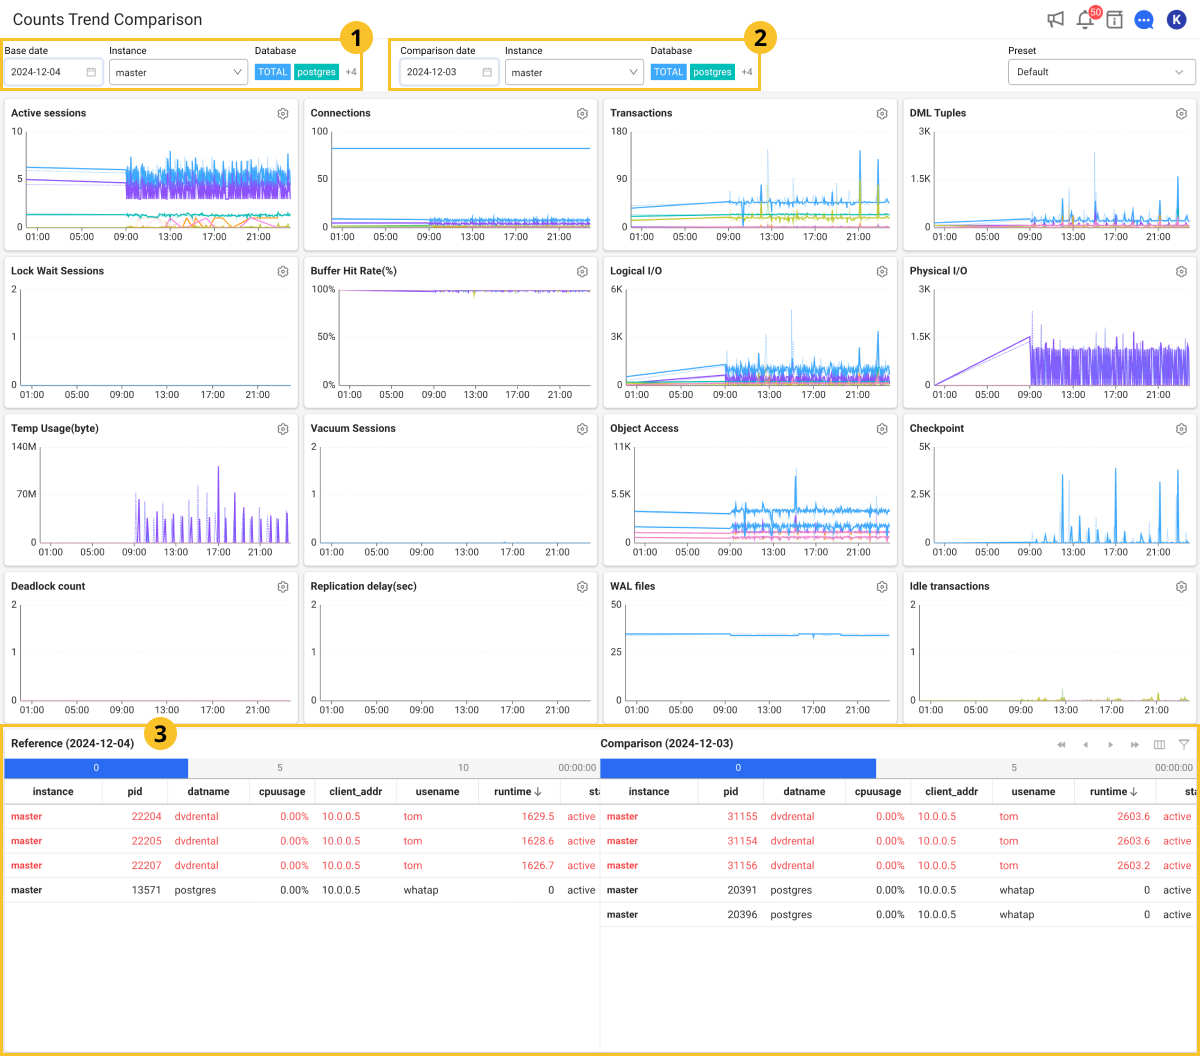 Counts Trend Comparison
50
K
1
2
Base date
Instance
Database
Comparison date
Instance
Database
Preset
2024-12-04
master
TOTAL
postgres
+4
2024-12-03
master
TOTAL
postgres
+4
Default
Active sessions
10
5
0
01:00 05:00 09:00 13:00 17:00 21:00
Connections
100
50
0
01:00 05:00 09:00 13:00 17:00 21:00
Transactions
180
90
0
01:00 05:00 09:00 13:00 17:00 21:00
DML Tuples
3K
1.5K
0
01:00 05:00 09:00 13:00 17:00 21:00
Lock Wait Sessions
2
1
0
01:00 05:00 09:00 13:00 17:00 21:00
Buffer Hit Rate(%)
100%
50%
0%
01:00 05:00 09:00 13:00 17:00 21:00
Logical I/O
6K
3K
0
01:00 05:00 09:00 13:00 17:00 21:00
Physical I/O
3K
1.5K
0
01:00 05:00 09:00 13:00 17:00 21:00
Temp Usage(byte)
140M
70M
0
01:00 05:00 09:00 13:00 17:00 21:00
Vacuum Sessions
2
1
0
01:00 05:00 09:00 13:00 17:00 21:00
Object Access
11K
5.5K
0
01:00 05:00 09:00 13:00 17:00 21:00
Checkpoint
5K
2.5K
0
01:00 05:00 09:00 13:00 17:00 21:00
Deadlock count
2
1
0
01:00 05:00 09:00 13:00 17:00 21:00
Replication delay(sec)
2
1
0
01:00 05:00 09:00 13:00 17:00 21:00
WAL files
50
25
0
01:00 05:00 09:00 13:00 17:00 21:00
Idle transactions
2
1
0
01:00 05:00 09:00 13:00 17:00 21:00
3
Reference (2024-12-04)
0 5 10 00:00:00
instance pid datname cpuusage client_addr usename runtime sta
master 22204 dvdrental 0.00% 10.0.0.5 tom 1629.5 active
master 22205 dvdrental 0.00% 10.0.0.5 tom 1628.6 active
master 22207 dvdrental 0.00% 10.0.0.5 tom 1626.7 active
master 13571 postgres 0.00% 10.0.0.5 whatap 0 active
Comparison (2024-12-03)
0 5 00:00:00
instance pid datname cpuusage client_addr usename runtime sta
master 31155 dvdrental 0.00% 10.0.0.5 tom 2603.6 active
master 31154 dvdrental 0.00% 10.0.0.5 tom 2603.6 active
master 31156 dvdrental 0.00% 10.0.0.5 tom 2603.2 active
master 20391 postgres 0.00% 10.0.0.5 whatap 0 active
master 20396 postgres 0.00% 10.0.0.5 whatap 0 active